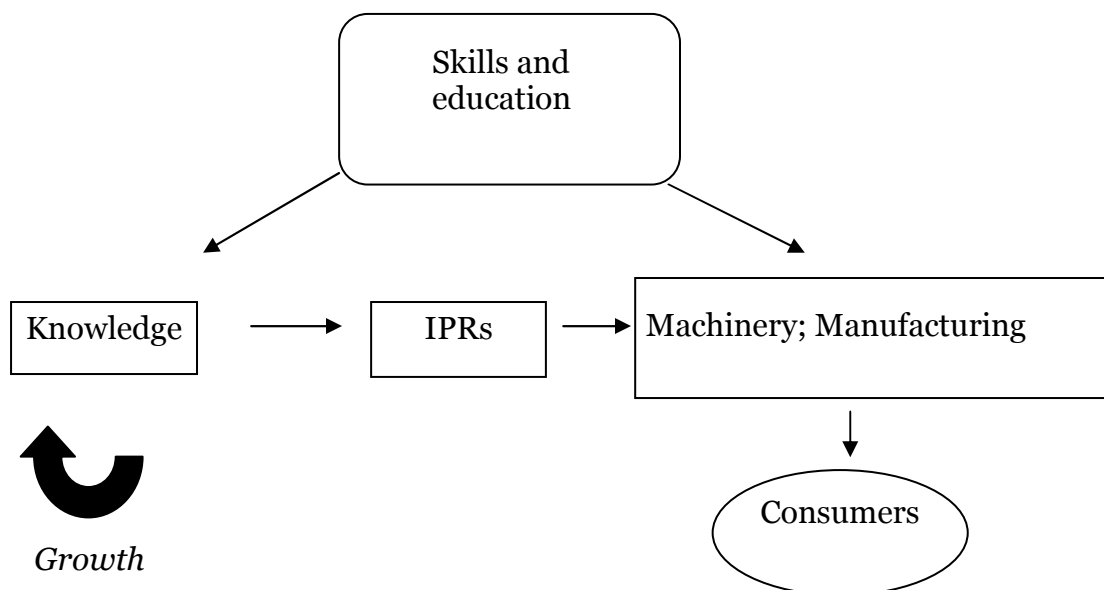 Skills and
education
Knowledge
IPRs
Machinery; Manufacturing
Consumers
Growth